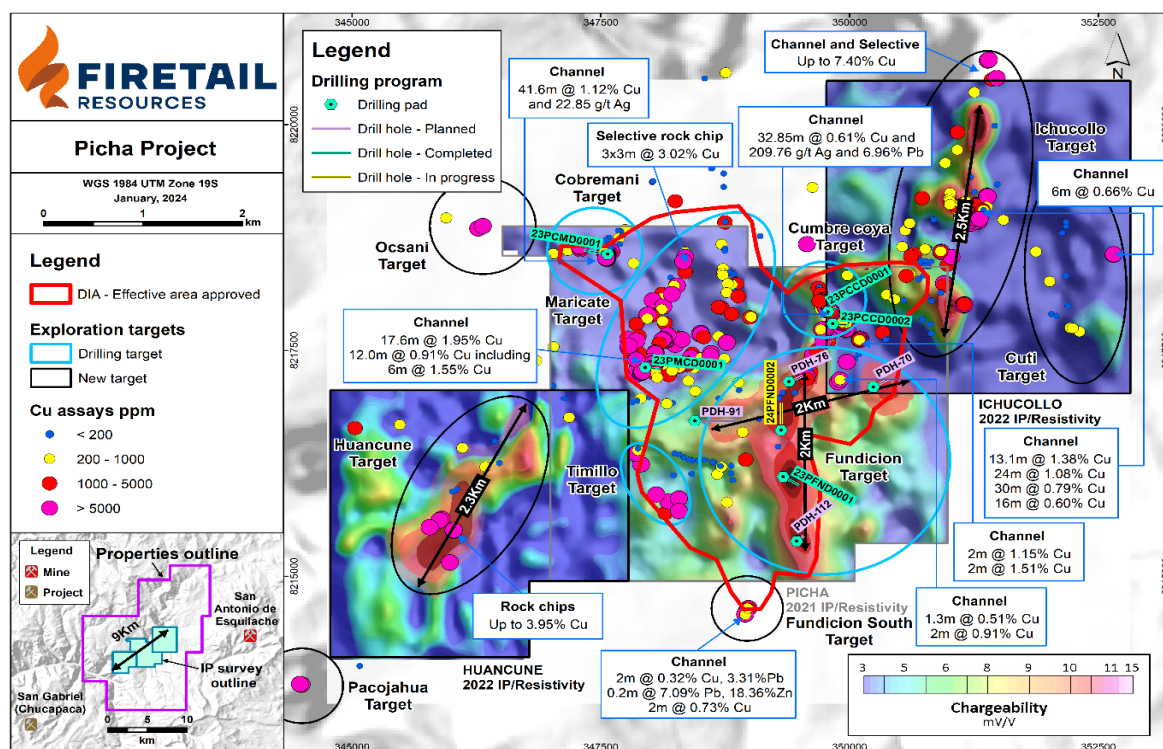 FIRETAIL
RESOURCES
Picha Project
WGS 1984 UTM Zone 19S
January, 2024
0 1 2
km
Legend
DIA - Effective area approved
Exploration targets
Drilling target
New target
Cu assays ppm
< 200
200 - 1000
1000 - 5000
> 5000
Legend
Mine
Project
Properties outline
San
Antonio de
Esquilache
9Km
IP survey
outline
San Gabriel
(Chucapaca)
0 5 10
km
345000 347500 350000 352500
8220000
8217500
8215000
Legend
Drilling program
Drilling pad
Drill hole - Planned
Drill hole - Completed
Drill hole - In progress
Channel
41.6m @ 1.12% Cu
and 22.85 g/t Ag
Selective rock chip
3x3m @ 3.02% Cu
Channel
32.85m @ 0.61% Cu and
209.76 g/t Ag and 6.96% Pb
Channel and Selective
Up to 7.40% Cu
N
Ichucollo
Target
Channel
6m @ 0.66% Cu
Cobremani
Target
23PCMD0001
Ocsani
Target
Cumbre coya
Target
23PCCD0001
23PCCD0002
2.5Km
Maricate
Target
Channel
17.6m @ 1.95% Cu
12.0m @ 0.91% Cu including
6m @ 1.55% Cu
23PMCD0001
PDH-76
PDH-70
24PFND0002
PDH-91
2Km
2Km
Cuti
Target
ICHUCOLLO
2022 IP/Resistivity
Huancune
Target
2.3Km
Timillo
Target
Fundicion
Target
23PFND0001
PDH-112
Channel
13.1m @ 1.38% Cu
24m @ 1.08% Cu
30m @ 0.79% Cu
16m @ 0.60% Cu
2m @ 1.15% Cu
2m @ 1.51% Cu
Channel
1.3m @ 0.51% Cu
2m @ 0.91% Cu
Rock chips
Up to 3.95% Cu
PICHA
2021 IP/Resistivity
Fundicion South
Target
HUANCUNE
2022 IP/Resistivity
Pacojahua
Target
Channel
2m @ 0.32% Cu, 3.31%Pb
0.2m @ 7.09% Pb, 18.36%Zn
2m @ 0.73% Cu
3 5 6 8 9 10 11 15
Chargeability
mV/V
345000 347500 350000 352500